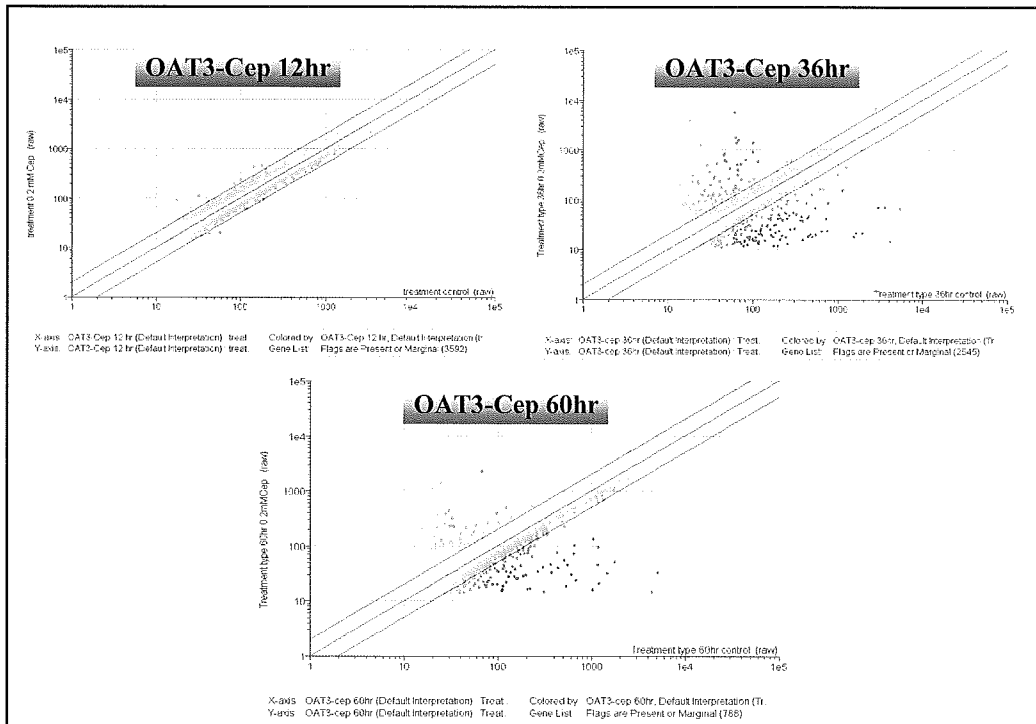 OAT3-Cep 12hr
1e5
1e4
1000
100
10
1
treatment 0.2 mM Cep (raw)
treatment control (raw)
1 10 100 1000 1e4 1e5
X-axis OAT3-Cep 12 hr (Default Interpretation) treat
Y-axis: OAT3-Cep 12 hr (Default Interpretation) treat.
Colored by OAT3-Cep 12 hr, Default Interpretation (tr
Gene List: Flags are Present or Marginal (3592)
OAT3-Cep 36hr
1e5
1e4
1000
100
10
1
Treatment type 36hr 0.2mMCep (raw)
Treatment type 36hr control (raw)
1 10 100 1000 1e4 1e5
X-axis: OAT3-cep 36hr (Default Interpretation) Treat.
Y-axis: OAT3-cep 36hr (Default Interpretation) Treat.
Colored by: OAT3-cep 36hr, Default Interpretation (Tr
Gene List: Flags are Present or Marginal (2545)
OAT3-Cep 60hr
1e5
1e4
1000
100
10
1
Treatment type 60hr 0.2mMCep (raw)
Treatment type 60hr control (raw)
1 10 100 1000 1e4 1e5
X-axis OAT3-cep 60hr (Default Interpretation) Treat.
Y-axis OAT3-cep 60hr (Default Interpretation) Treat.
Colored by OAT3-cep 60hr, Default Interpretation (Tr.
Gene List Flags are Present or Marginal (788)